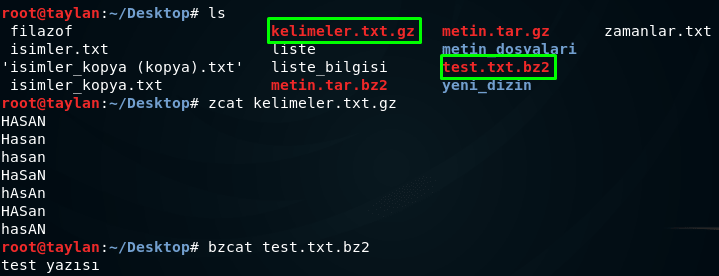 root@taylan:~/Desktop# ls
filazof kelimeler.txt.gz metin.tar.gz zamanlar.txt
isimler.txt liste metin_dosyalari
'isimler_kopya (kopya).txt' liste_bilgisi test.txt.bz2
isimler_kopya.txt metin.tar.bz2 yeni_dizin
root@taylan:~/Desktop# zcat kelimeler.txt.gz
HASAN
Hasan
hasan
HaSaN
hAsAn
HASan
hasAN
root@taylan:~/Desktop# bzcat test.txt.bz2
test yazısı